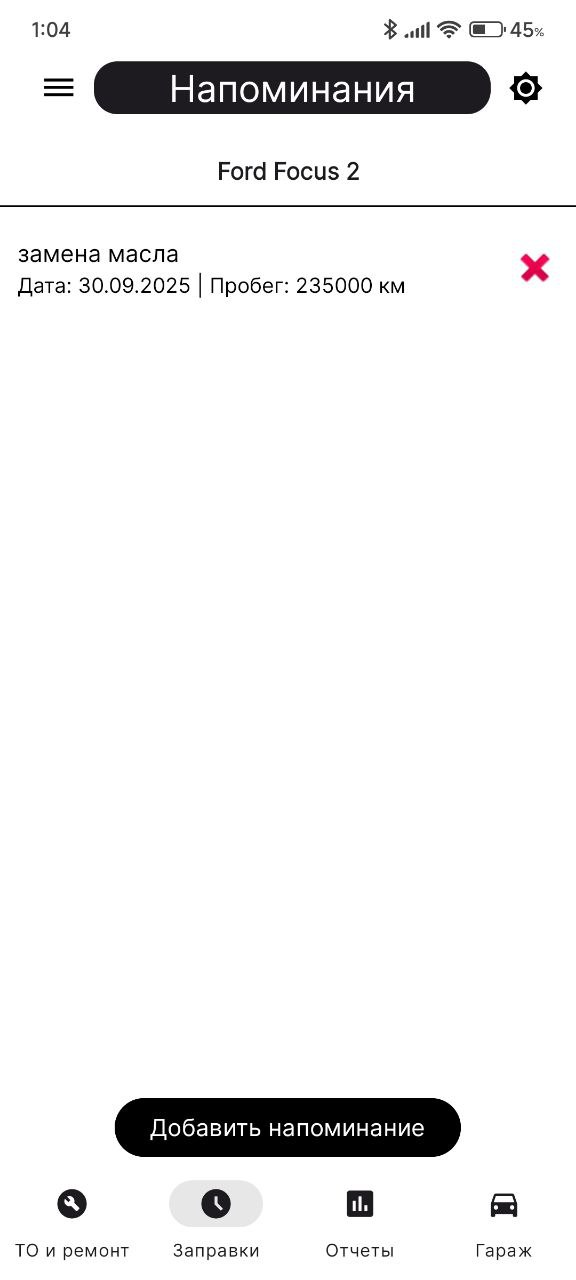 1:04 45%
Напоминания
Ford Focus 2
замена масла
Дата: 30.09.2025 | Пробег: 235000 км
Добавить напоминание
ТО и ремонт Заправки Отчеты Гараж